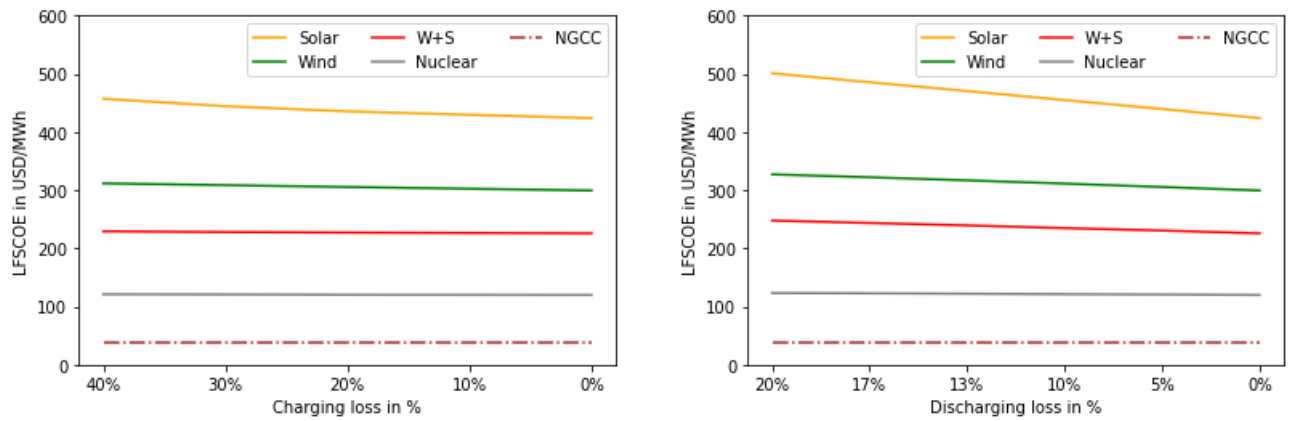 600
500
400
300
200
100
0
LFSCOE in USD/MWh
Solar W+S NGCC
Wind Nuclear
40% 30% 20% 10% 0%
Charging loss in %
600
500
400
300
200
100
0
LFSCOE in USD/MWh
Solar W+S NGCC
Wind Nuclear
20% 17% 13% 10% 5% 0%
Discharging loss in %